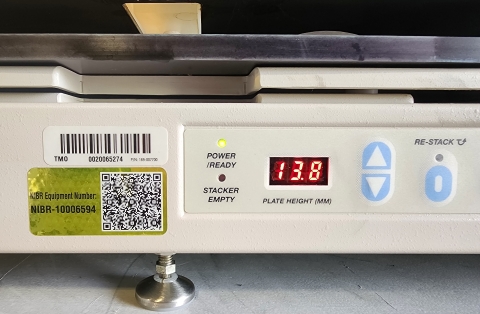 TMO 0020065274
NIBR Equipment Number:
NIBR-10006594
POWER
/READY
STACKER
EMPTY
13.8
PLATE HEIGHT (MM)
RE-STACK